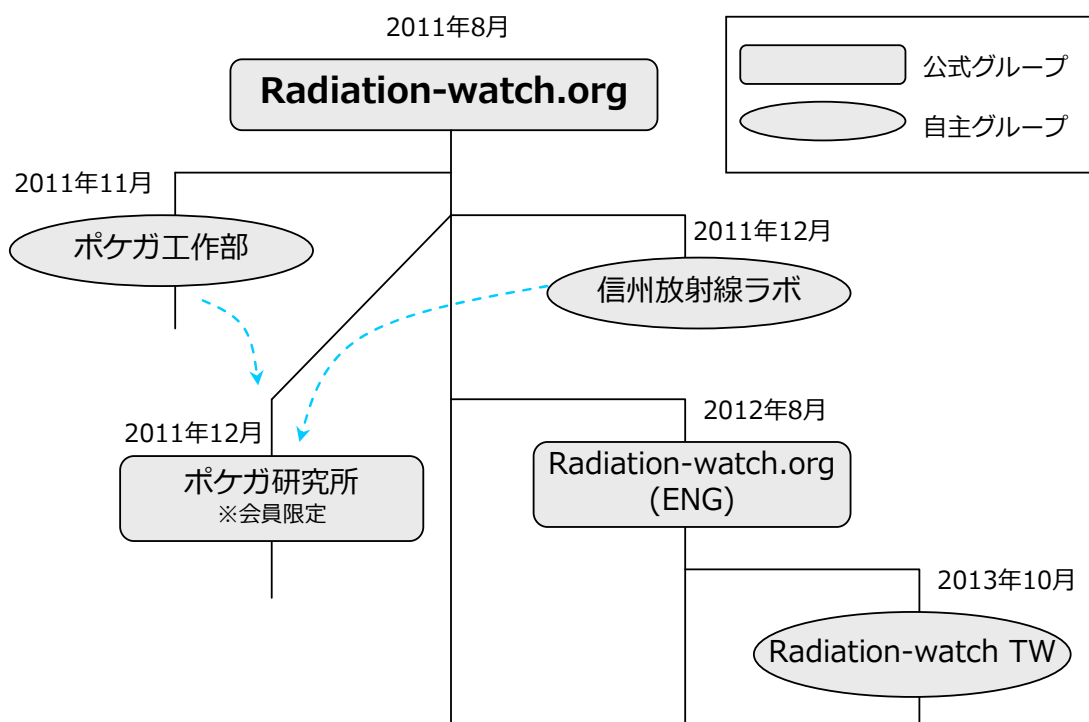 2011年8月
Radiation-watch.org
公式グループ
自主グループ
2011年11月
ポケガ工作部
2011年12月
信州放射線ラボ
2011年12月
ポケガ研究所
※会員限定
2012年8月
Radiation-watch.org
(ENG)
2013年10月
Radiation-watch TW